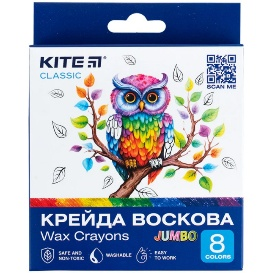 KITE
CLASSIC
SCAN ME
КРЕЙДА ВОСКОВА
Wax Crayons
JUMBO
8
COLORS
SAFE AND
NON-TOXIC
WASHABLE
EASY
TO WORK